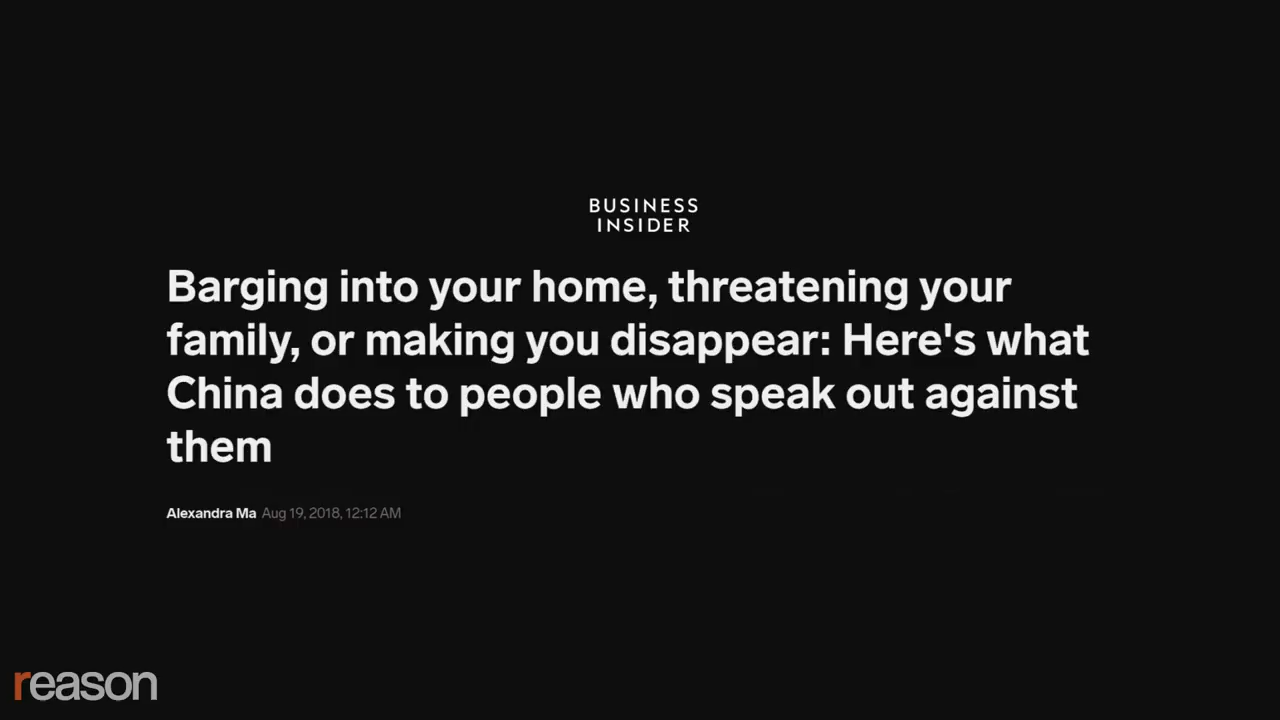 BUSINESS
INSIDER
Barging into your home, threatening your
family, or making you disappear: Here's what
China does to people who speak out against
them
Alexandra Ma Aug 19, 2018, 12:12 AM
reason